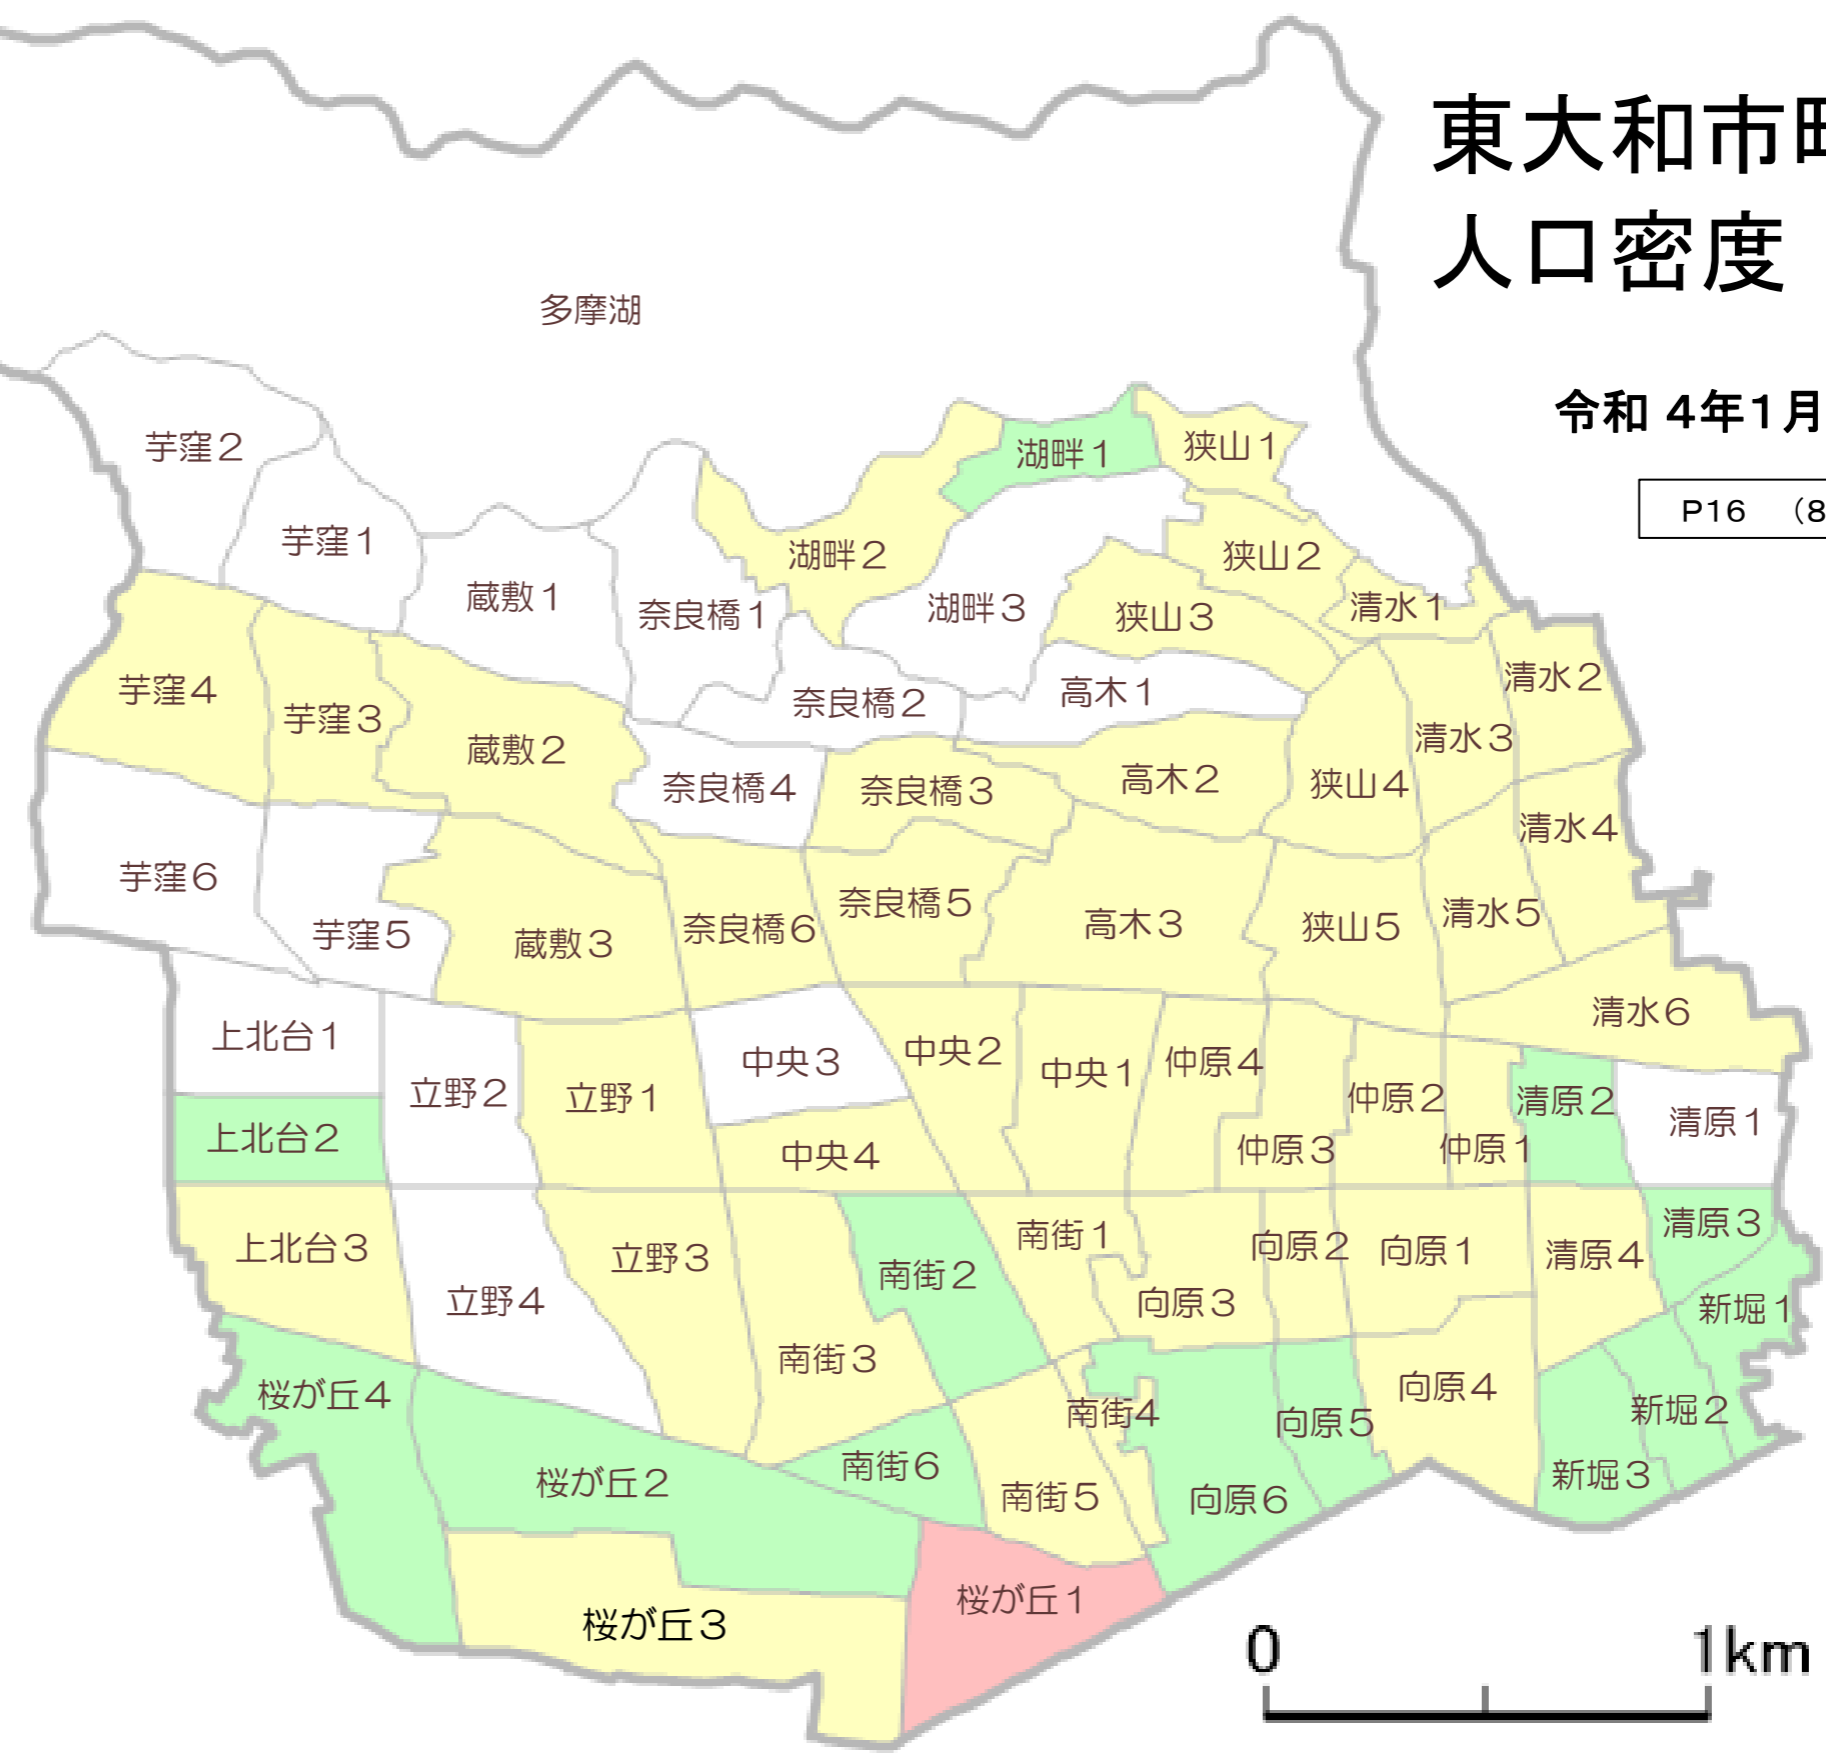 東大和市町
人口密度
令和 4年1月
P16 （8
多摩湖
芋窪２
湖畔１
狭山１
芋窪１
湖畔２
狭山２
蔵敷１
奈良橋１
湖畔３
狭山３
清水１
芋窪４
芋窪３
奈良橋２
高木１
清水２
蔵敷２
清水３
奈良橋４
奈良橋３
高木２
狭山４
清水４
芋窪６
芋窪５
蔵敷３
奈良橋６
奈良橋５
高木３
狭山５
清水５
清水６
上北台１
立野２
立野１
中央３
中央２
中央１
仲原４
仲原２
清原２
清原１
上北台２
中央４
仲原３
仲原１
上北台３
立野４
立野３
南街２
南街１
向原２
向原１
清原４
清原３
向原３
新堀１
南街３
桜が丘４
南街４
向原５
向原４
新堀２
桜が丘２
南街６
南街５
向原６
新堀３
桜が丘３
桜が丘１
0 1km